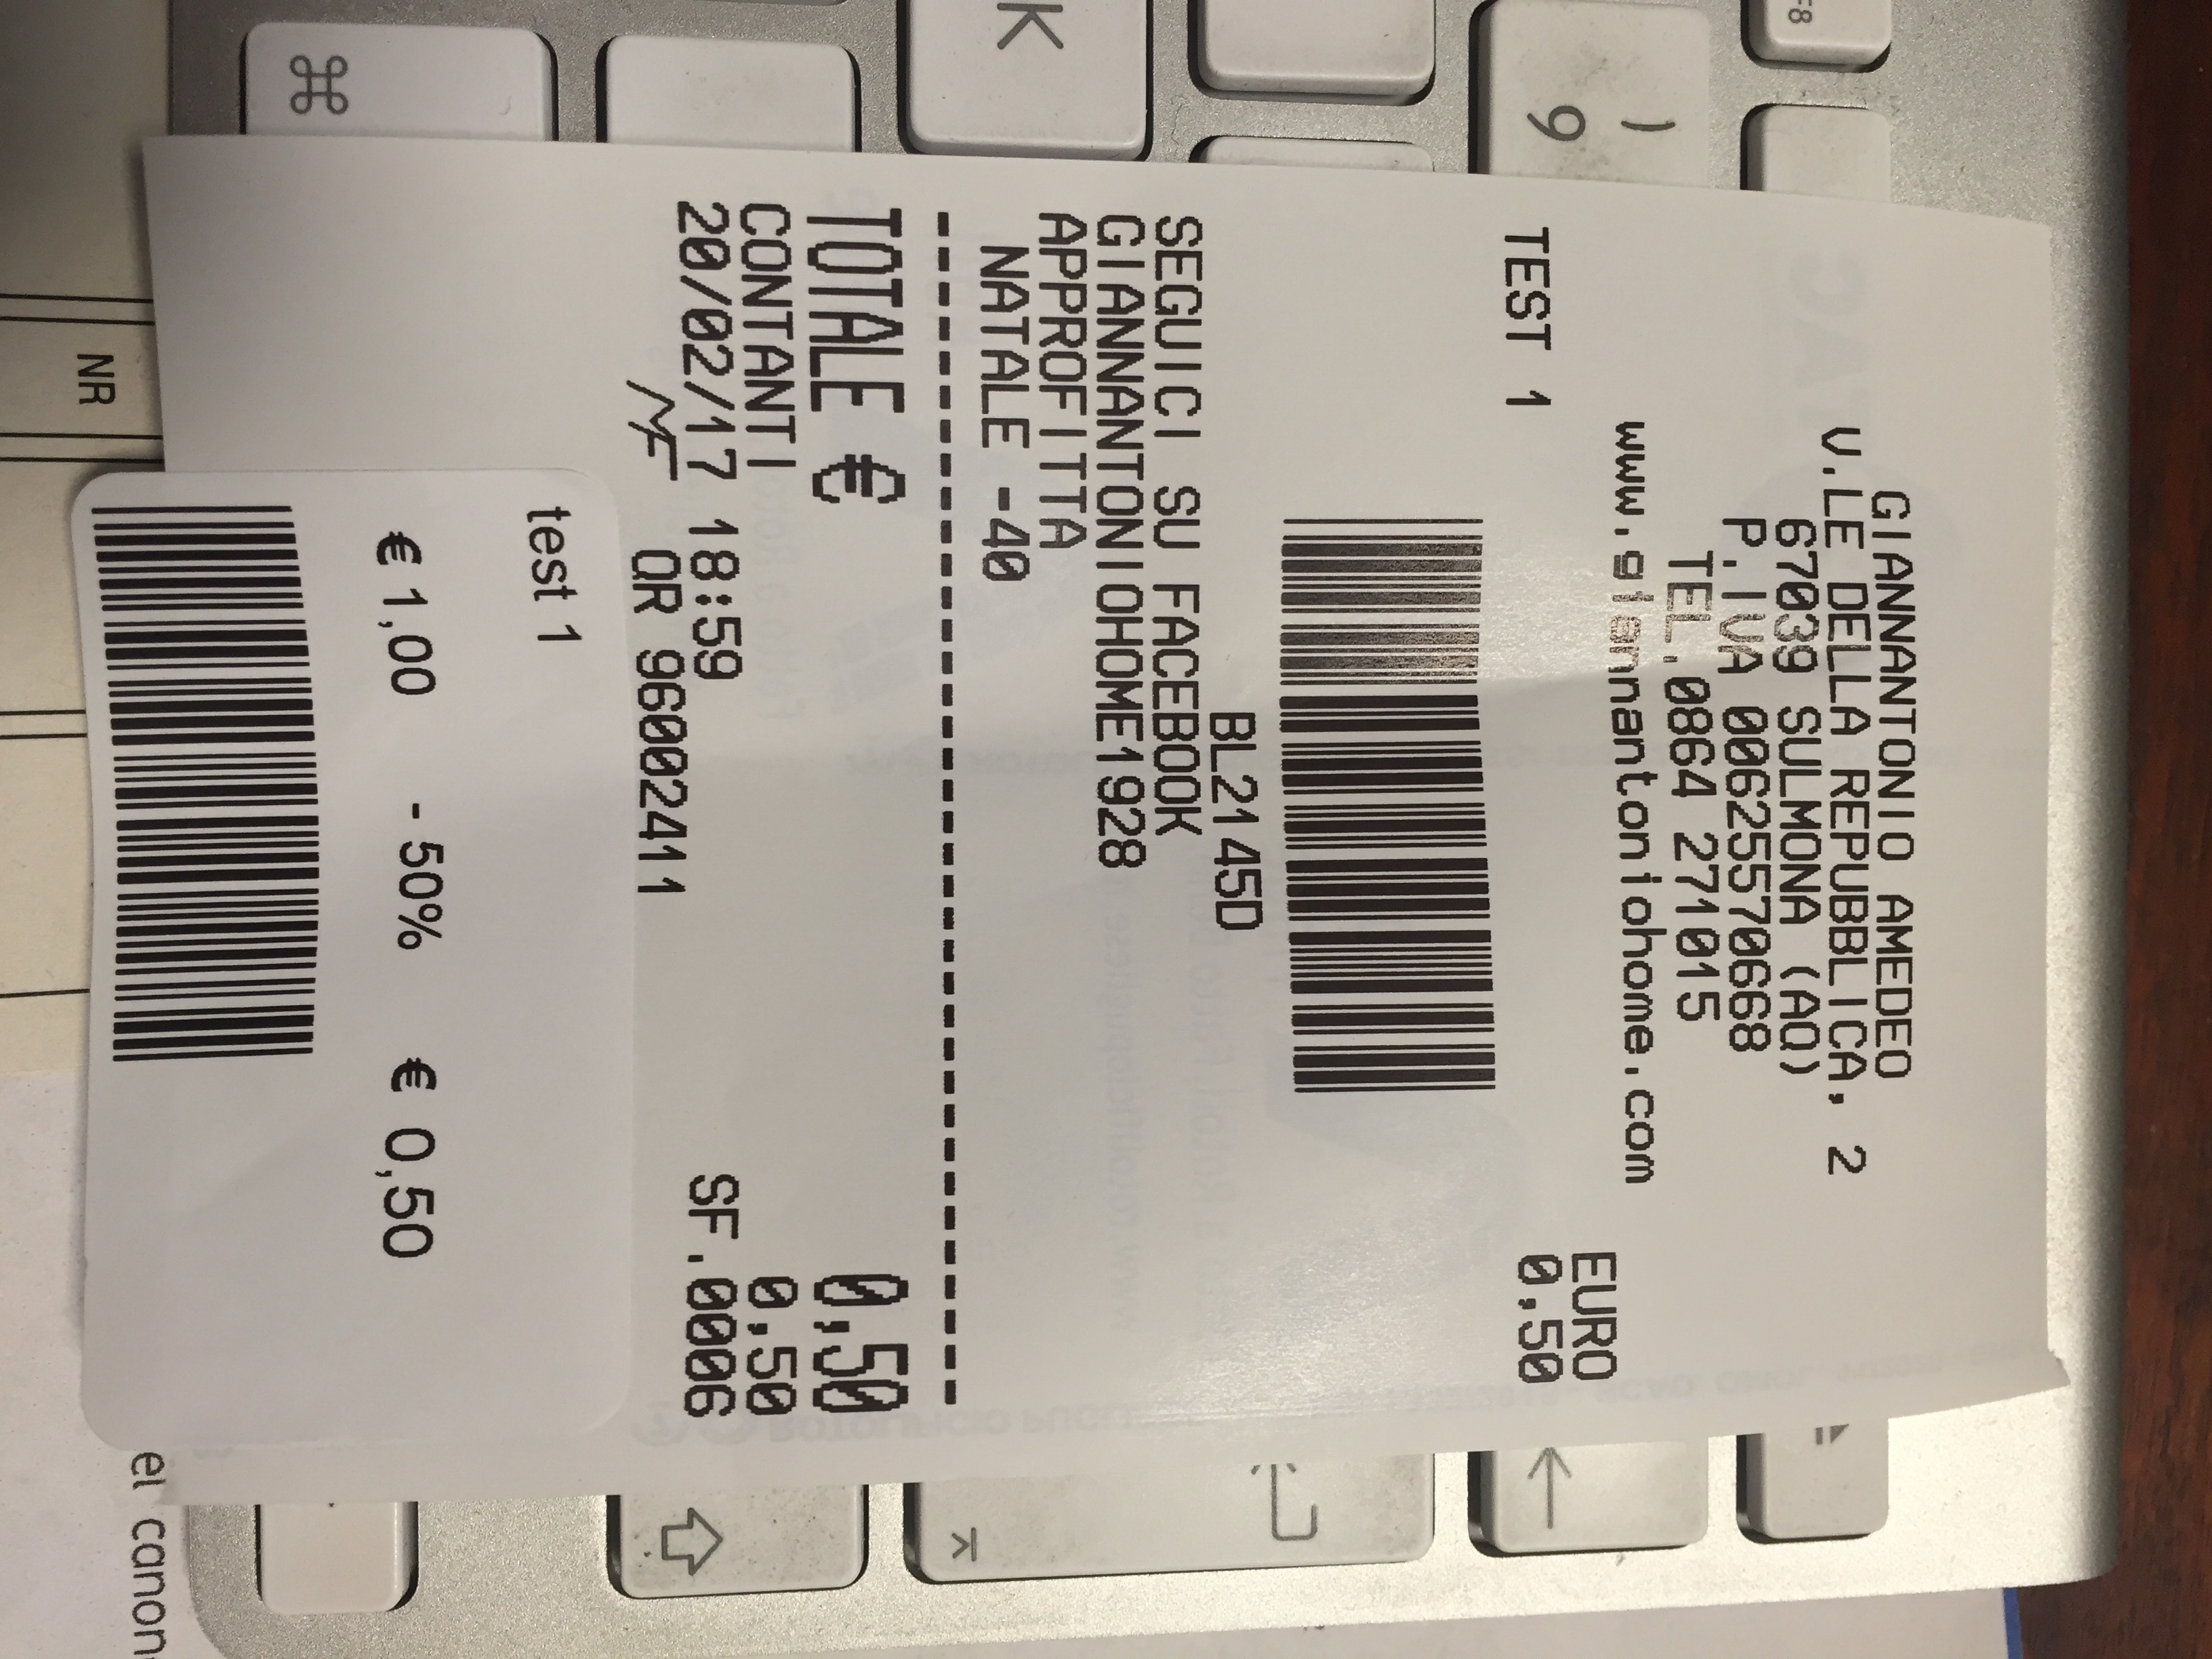 GIANNANTONIO AMEDEO
V.LE DELLA REPUBBLICA, 2
67039 SULMONA (AQ)
P.IVA 00625570668
TEL.0864 271015
www.giannantoniohome.com
EURO
TEST 1 0,50
BL2145D
SEGUICI SU FACEBOOK
GIANNANTONIOHOME1928
APPROFITTA
NATALE -40
TOTALE € 0,50
CONTANTI 0,50
20/02/17 18:59 SF.0006
MF QR 96002411
test 1
€ 1,00 - 50% € 0,50
⌘
K
)
9
F8
NR
el canon